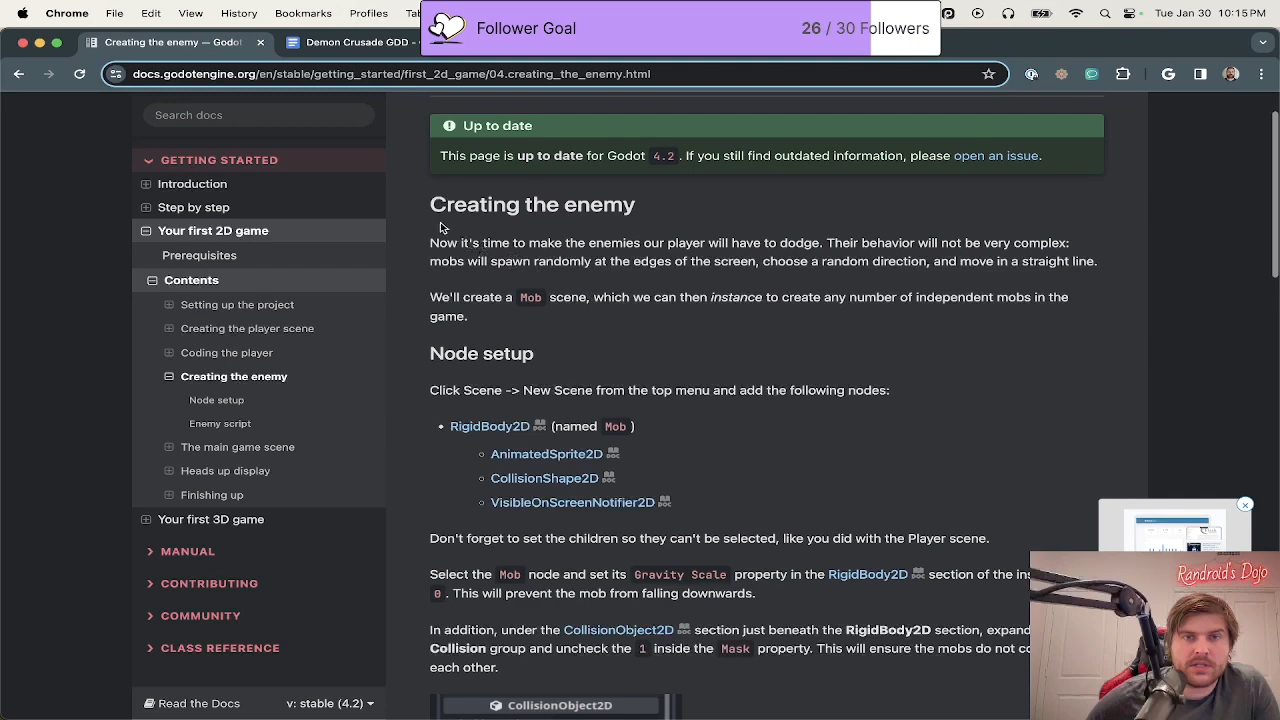 Chrome File Edit View History Bookmarks Profiles
Tue Jan 30 10:15 PM
Follower Goal 26 / 30 Followers
Creating the enemy — Godot
Demon Crusade GDD -
docs.godotengine.org/en/stable/getting_started/first_2d_game/04.creating_the_enemy.html
Search docs
GETTING STARTED
Introduction
Step by step
Your first 2D game
Prerequisites
Contents
Setting up the project
Creating the player scene
Coding the player
Creating the enemy
Node setup
Enemy script
The main game scene
Heads up display
Finishing up
Your first 3D game
MANUAL
CONTRIBUTING
COMMUNITY
CLASS REFERENCE
Read the Docs v: stable (4.2)
Up to date
This page is up to date for Godot 4.2. If you still find outdated information, please open an issue.
Creating the enemy
Now it's time to make the enemies our player will have to dodge. Their behavior will not be very complex:
mobs will spawn randomly at the edges of the screen, choose a random direction, and move in a straight line.
We'll create a Mob scene, which we can then instance to create any number of independent mobs in the
game.
Node setup
Click Scene -> New Scene from the top menu and add the following nodes:
RigidBody2D (named Mob)
AnimatedSprite2D
CollisionShape2D
VisibleOnScreenNotifier2D
Don't forget to set the children so they can't be selected, like you did with the Player scene.
Select the Mob node and set its Gravity Scale property in the RigidBody2D section of the ins
0. This will prevent the mob from falling downwards.
In addition, under the CollisionObject2D section just beneath the RigidBody2D section, expand
Collision group and uncheck the 1 inside the Mask property. This will ensure the mobs do not co
each other.
CollisionObject2D
Randroid's Dojo